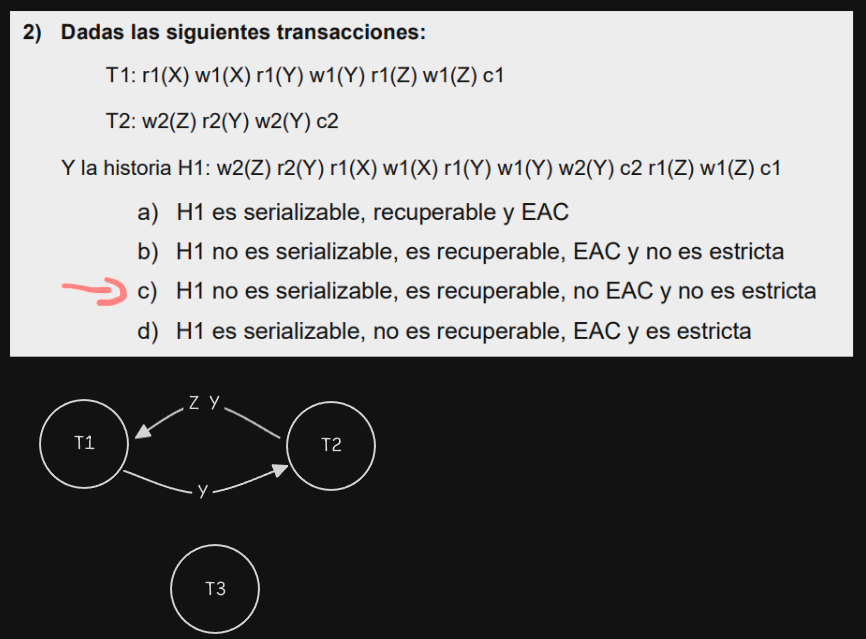 2) Dadas las siguientes transacciones:
T1: r1(X) w1(X) r1(Y) w1(Y) r1(Z) w1(Z) c1
T2: w2(Z) r2(Y) w2(Y) c2
Y la historia H1: w2(Z) r2(Y) r1(X) w1(X) r1(Y) w1(Y) w2(Y) c2 r1(Z) w1(Z) c1
a) H1 es serializable, recuperable y EAC
b) H1 no es serializable, es recuperable, EAC y no es estricta
c) H1 no es serializable, es recuperable, no EAC y no es estricta
d) H1 es serializable, no es recuperable, EAC y es estricta
Z Y
T1
T2
Y
T3